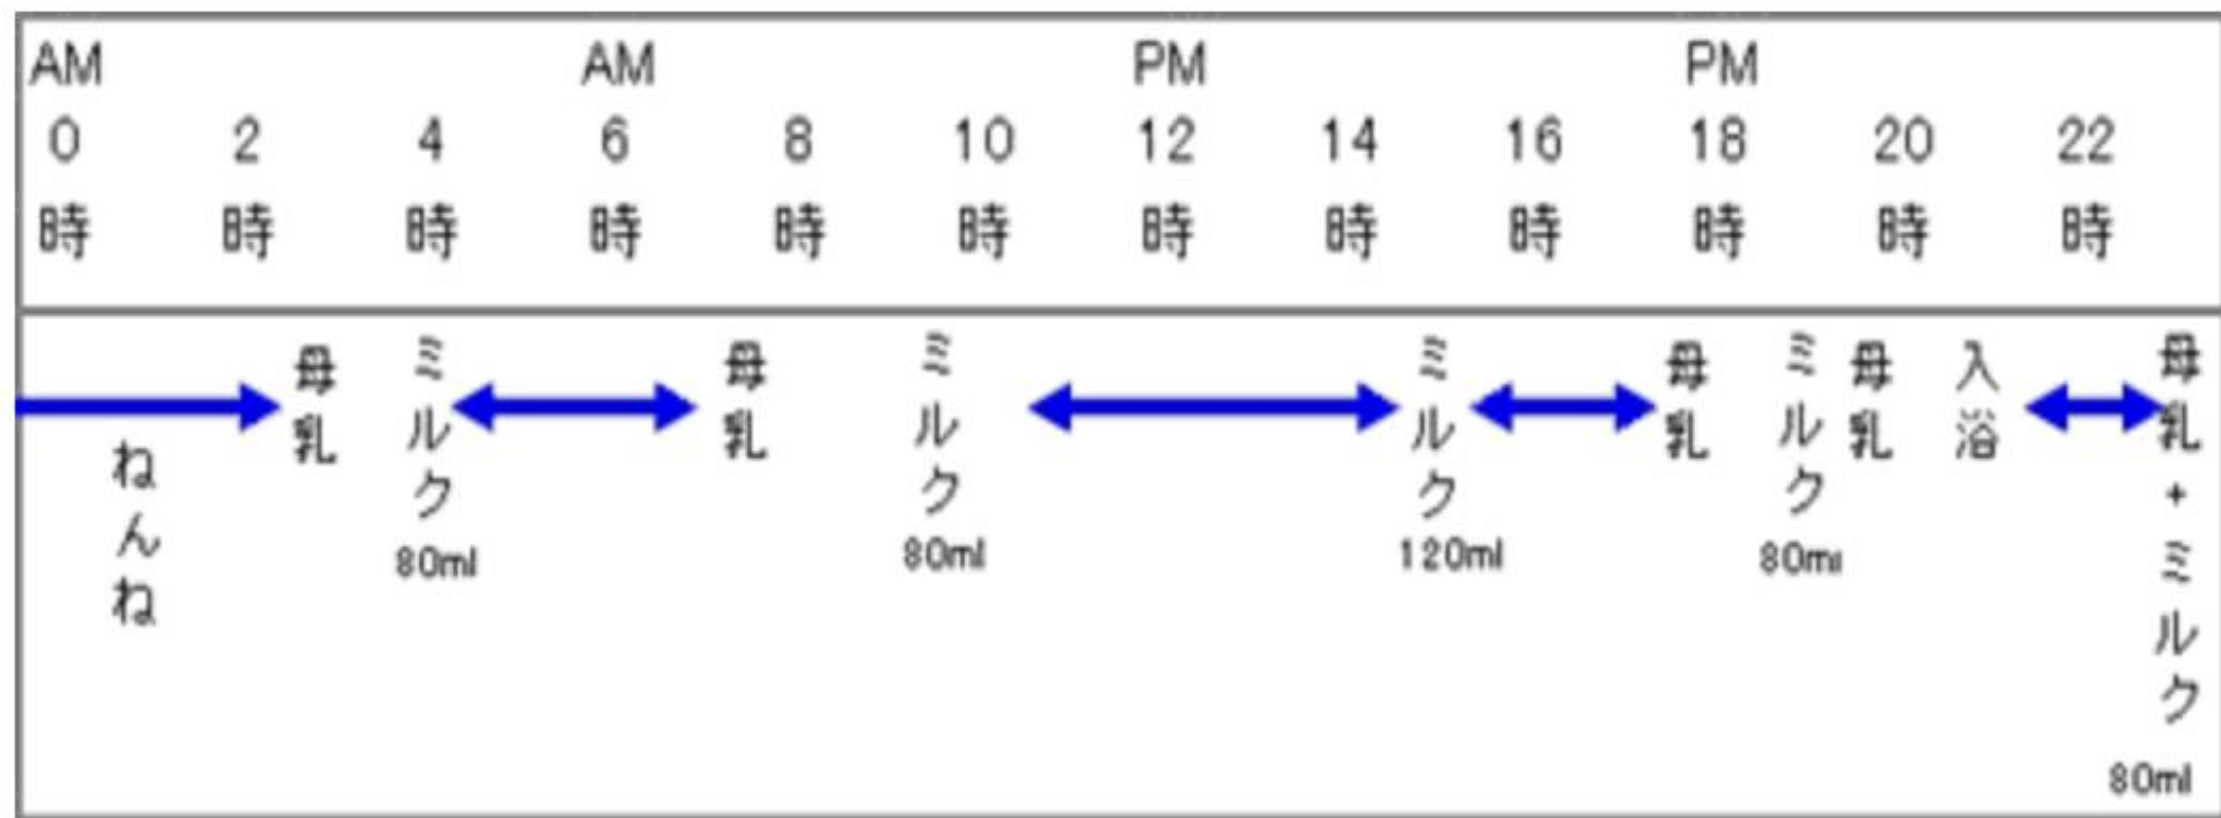 AM AM PM PM
0 2 4 6 8 10 12 14 16 18 20 22
時 時 時 時 時 時 時 時 時 時 時 時
ねんね
母乳
ミルク
80ml
母乳
ミルク
80ml
ミルク
120ml
母乳
ミルク
80ml
母乳
入浴
母乳+ミルク
80ml